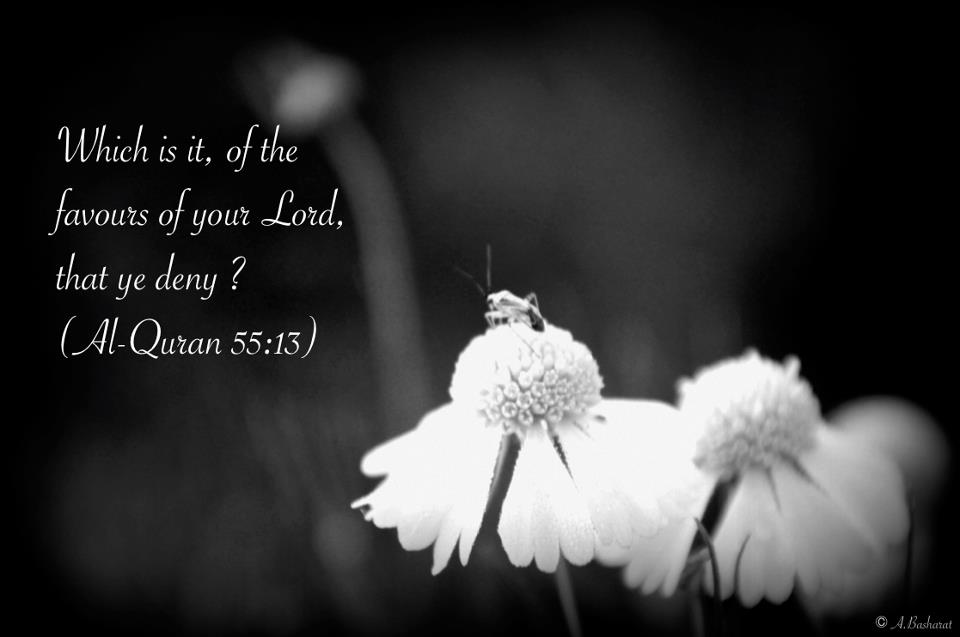 Which is it, of the
favours of your Lord,
that ye deny ?
(Al-Quran 55:13)
© A.Basharat